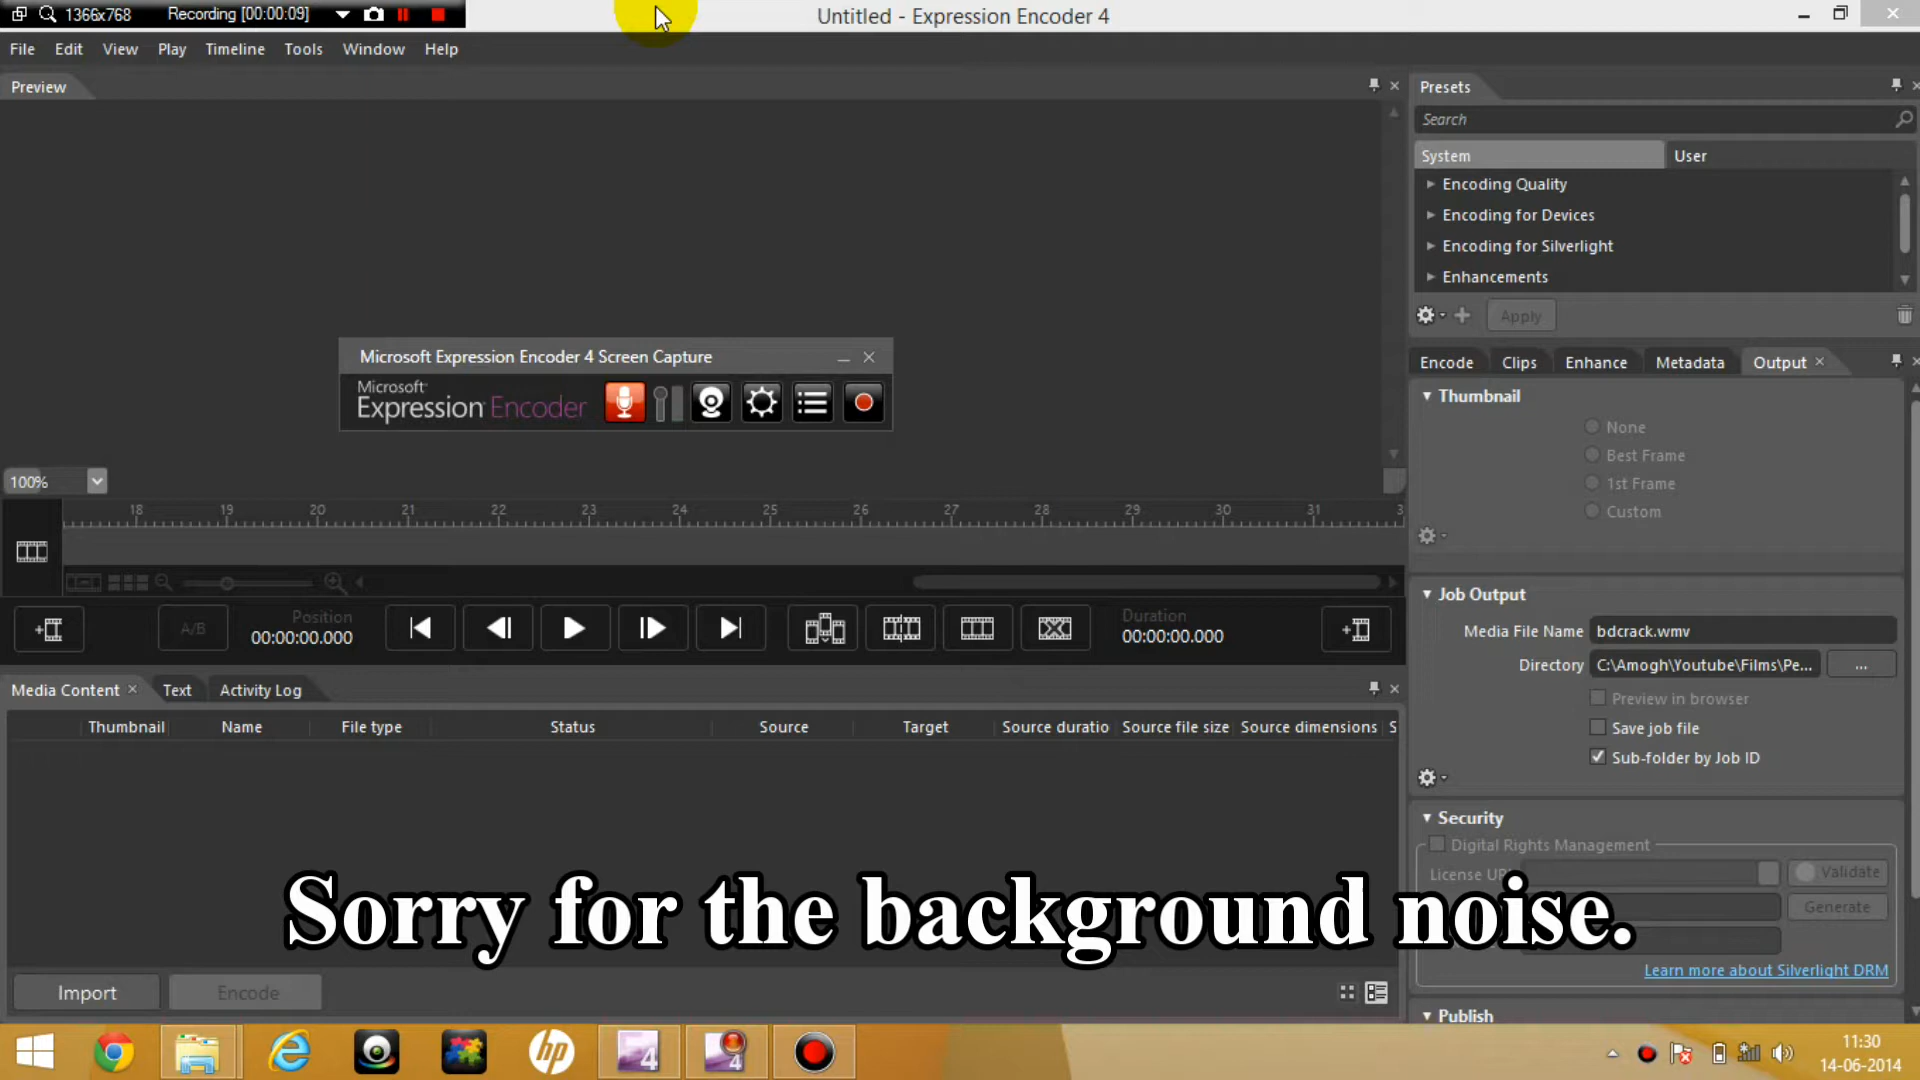 1366x768 Recording [00:00:09]
Untitled - Expression Encoder 4
File Edit View Play Timeline Tools Window Help
Preview
Presets
Search
System User
Encoding Quality
Encoding for Devices
Encoding for Silverlight
Enhancements
Apply
Microsoft Expression Encoder 4 Screen Capture
Microsoft
Expression Encoder
Encode Clips Enhance Metadata Output
Thumbnail
None
Best Frame
1st Frame
Custom
100%
18 19 20 21 22 23 24 25 26 27 28 29 30 31 3
A/B
Position
00:00:00.000
Duration
00:00:00.000
Job Output
Media File Name bdcrack.wmv
Directory C:\Amogh\Youtube\Films\Pe... ...
Preview in browser
Save job file
Sub-folder by Job ID
Media Content Text Activity Log
Thumbnail Name File type Status Source Target Source duratio Source file size Source dimensions S
Security
Digital Rights Management
License UR Validate
Generate
Learn more about Silverlight DRM
Sorry for the background noise.
Import Encode
Publish
hp
4
4
11:30
14-06-2014